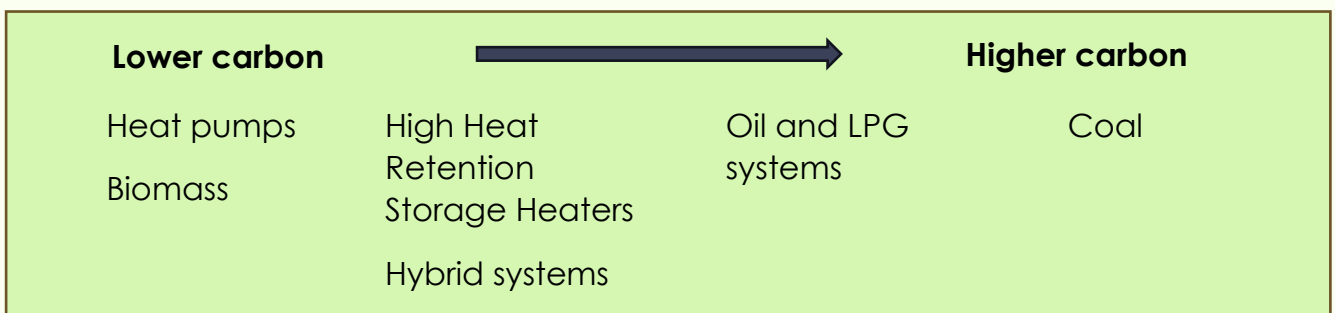 Lower carbon
Higher carbon
Heat pumps
Biomass
High Heat
Retention
Storage Heaters
Hybrid systems
Oil and LPG
systems
Coal